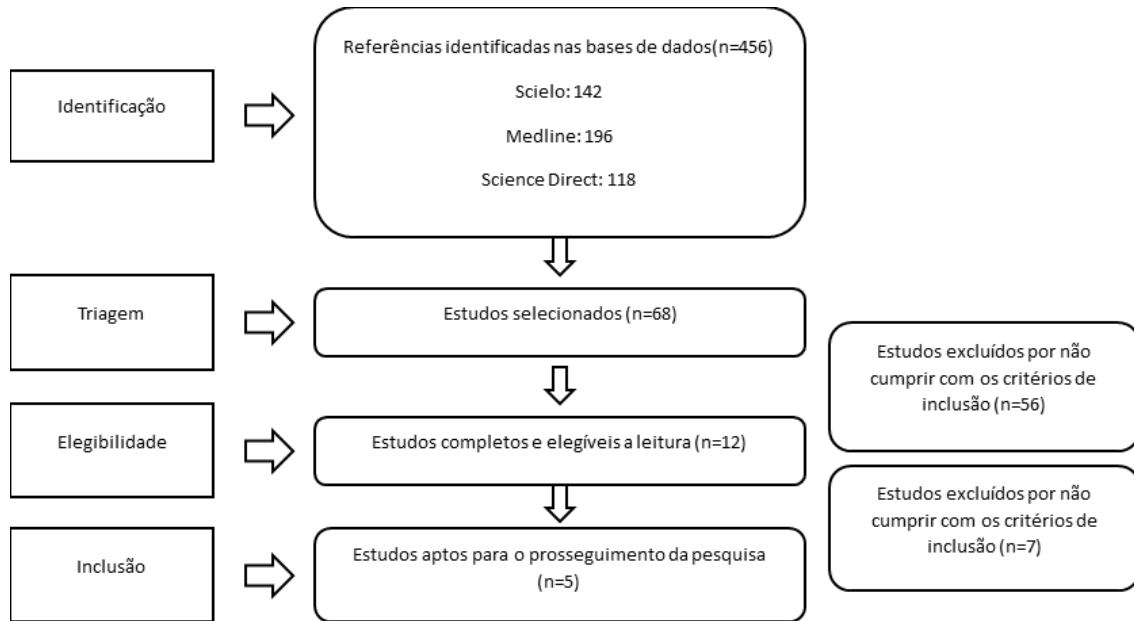 Identificação
Referências identificadas nas bases de dados(n=456)
Scielo: 142
Medline: 196
Science Direct: 118
Triagem
Estudos selecionados (n=68)
Estudos excluídos por não
cumprir com os critérios de
inclusão (n=56)
Elegibilidade
Estudos completos e elegíveis a leitura (n=12)
Estudos excluídos por não
cumprir com os critérios de
inclusão (n=7)
Inclusão
Estudos aptos para o prosseguimento da pesquisa
(n=5)